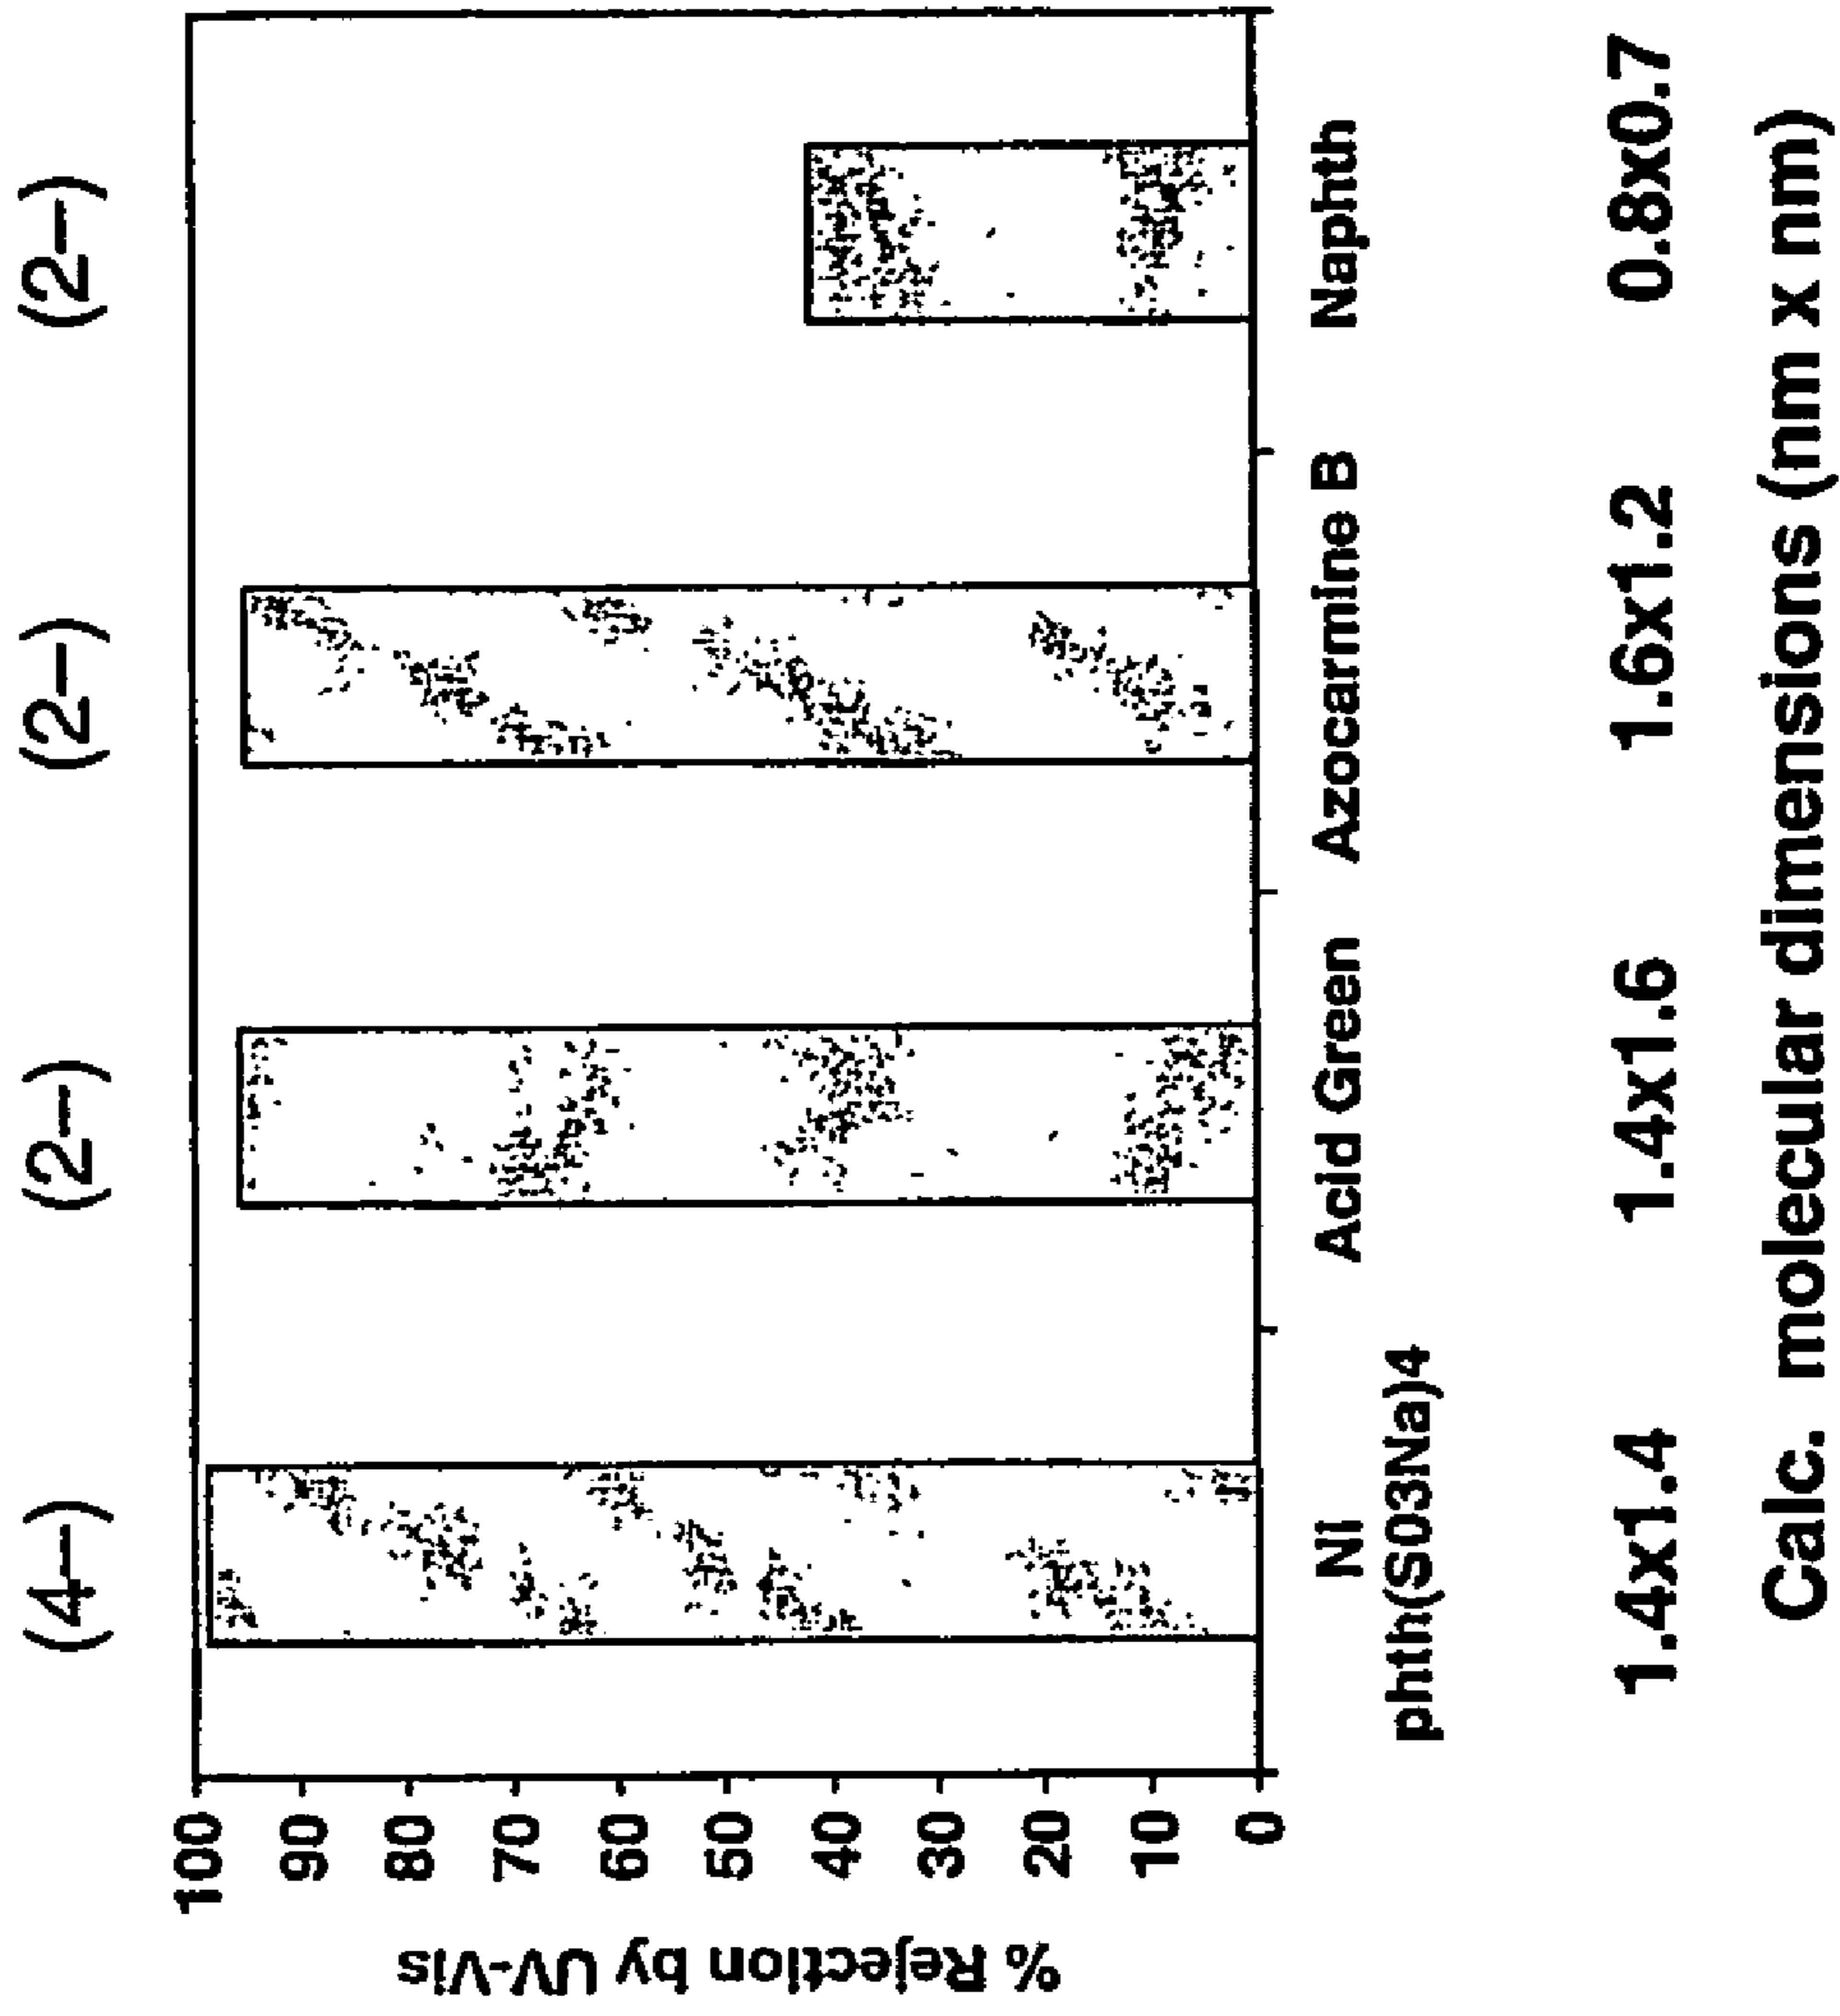 (4-) (2-) (2-) (2-)
% Rejection by UV-Vis
100
90
80
70
60
50
40
30
20
10
0
Ni
phth(S03Na)4
Acid Green
Azocarmine B
Naphth
1.4x1.4 1.4x1.6 1.6x1.2 0.8x0.7
Calc. molecular dimensions (nm x nm)